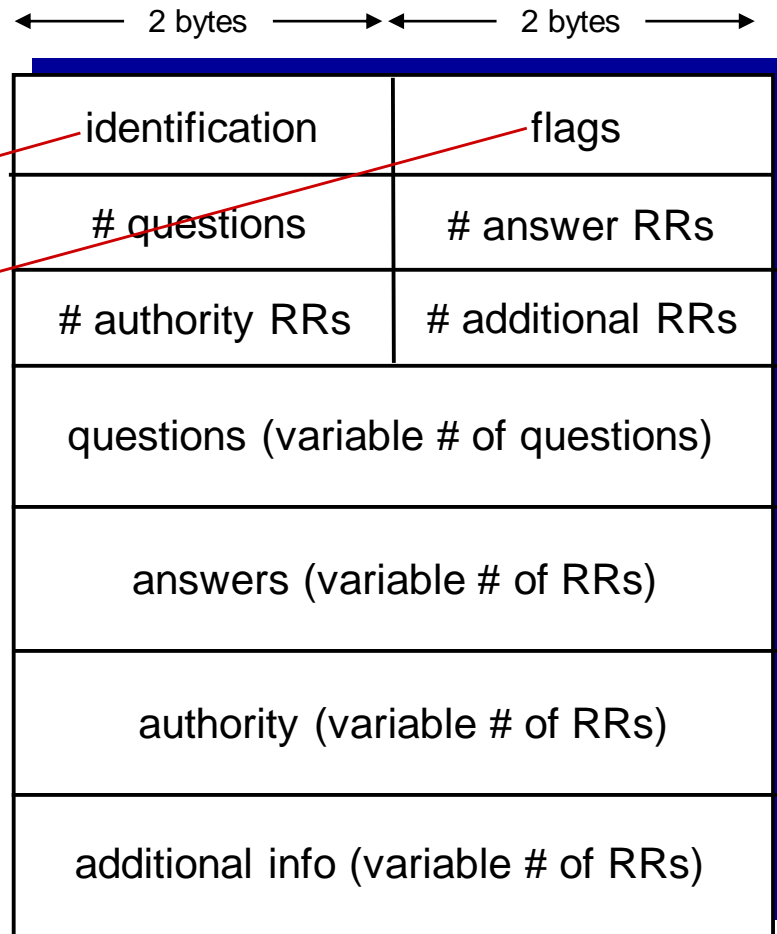 2 bytes 2 bytes
identification flags
# questions # answer RRs
# authority RRs # additional RRs
questions (variable # of questions)
answers (variable # of RRs)
authority (variable # of RRs)
additional info (variable # of RRs)